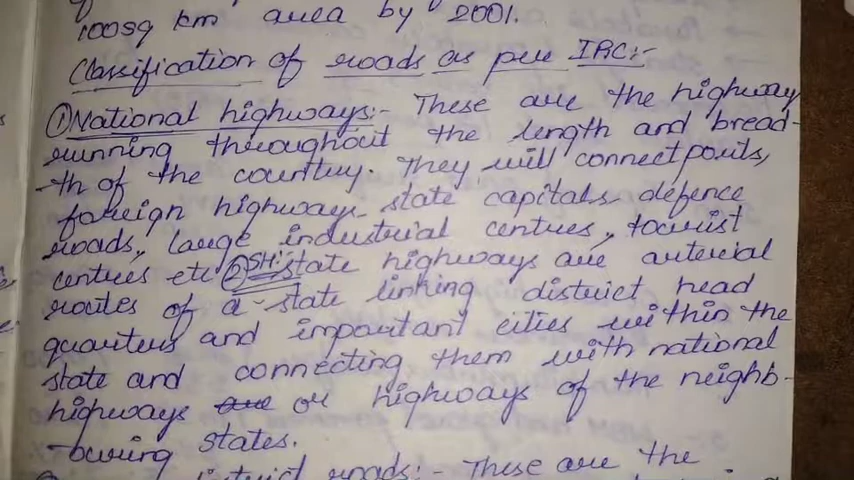 100sq km area by 2001.
Classification of roads as per IRC:-
① National highways:- These are the highway
running throughout the length and bread-
-th of the country. They will connect ports,
foreign highways, state capitals, defence
roads, large industrial centres, tourist
centres etc ② SH:- state highways are arterial
routes of a state linking district head
quarters and important cities within the
state and connecting them with national
highways are or highways of the neighb-
-ouring states.
district roads:- These are the